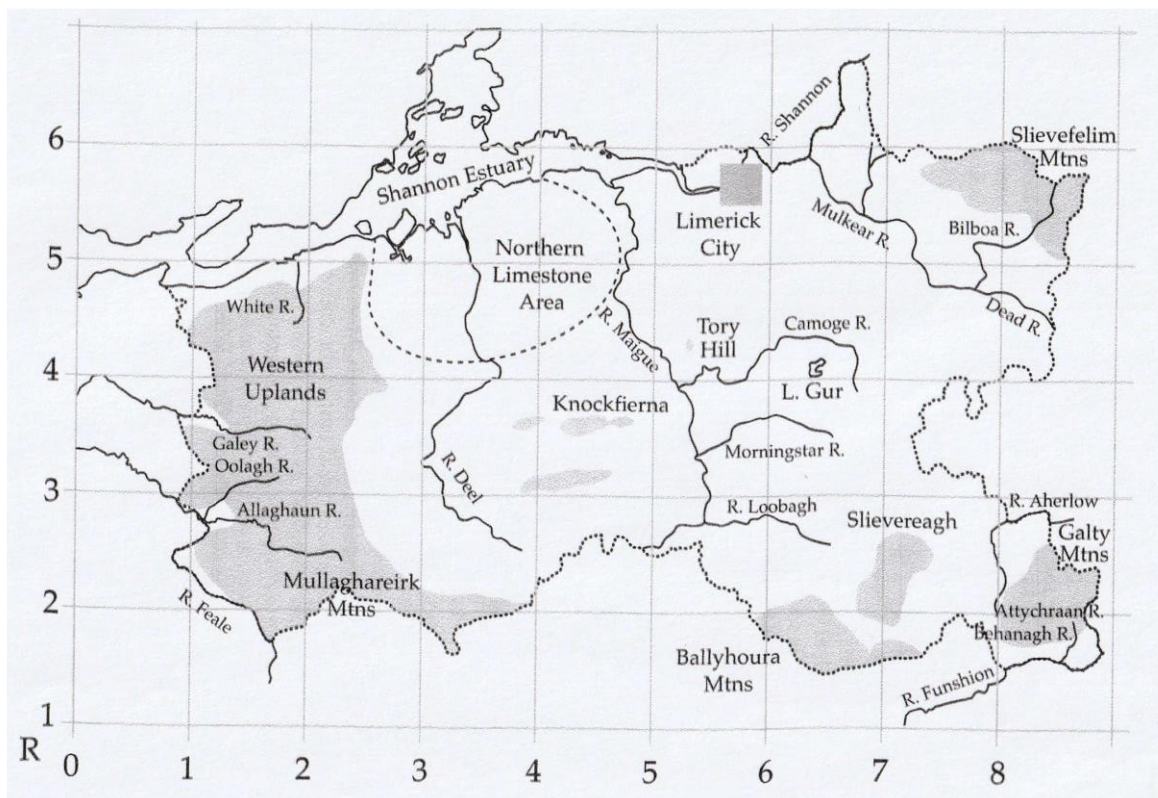 6
R. Shannon
Slievefelim
Mtns
Shannon Estuary
Limerick
City
Mulkear R.
Bilboa R.
5
Northern
Limestone
Area
White R.
Dead R.
R. Maigue
Tory
Hill
Camoge R.
4
Western
Uplands
L. Gur
Knockfierna
Galey R.
Oolagh R.
Morningstar R.
R. Deel
3
Allaghaun R.
R. Loobagh
Slievereagh
R. Aherlow
Galty
Mtns
Mullaghareirk
Mtns
2
R. Feale
Attychraan R.
Behanagh R.
Ballyhoura
Mtns
R. Funshion
1
R
0 1 2 3 4 5 6 7 8